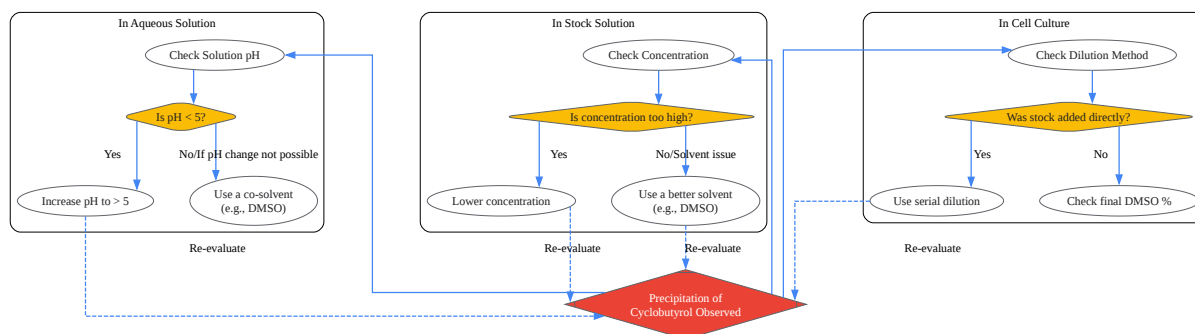 In Aqueous Solution
Check Solution pH
Is pH < 5?
Yes
No/If pH change not possible
Increase pH to > 5
Use a co-solvent
(e.g., DMSO)
Re-evaluate
In Stock Solution
Check Concentration
Is concentration too high?
Yes
No/Solvent issue
Lower concentration
Use a better solvent
(e.g., DMSO)
Re-evaluate
Re-evaluate
In Cell Culture
Check Dilution Method
Was stock added directly?
Yes
No
Use serial dilution
Check final DMSO %
Re-evaluate
Precipitation of
Cyclobutyrol Observed